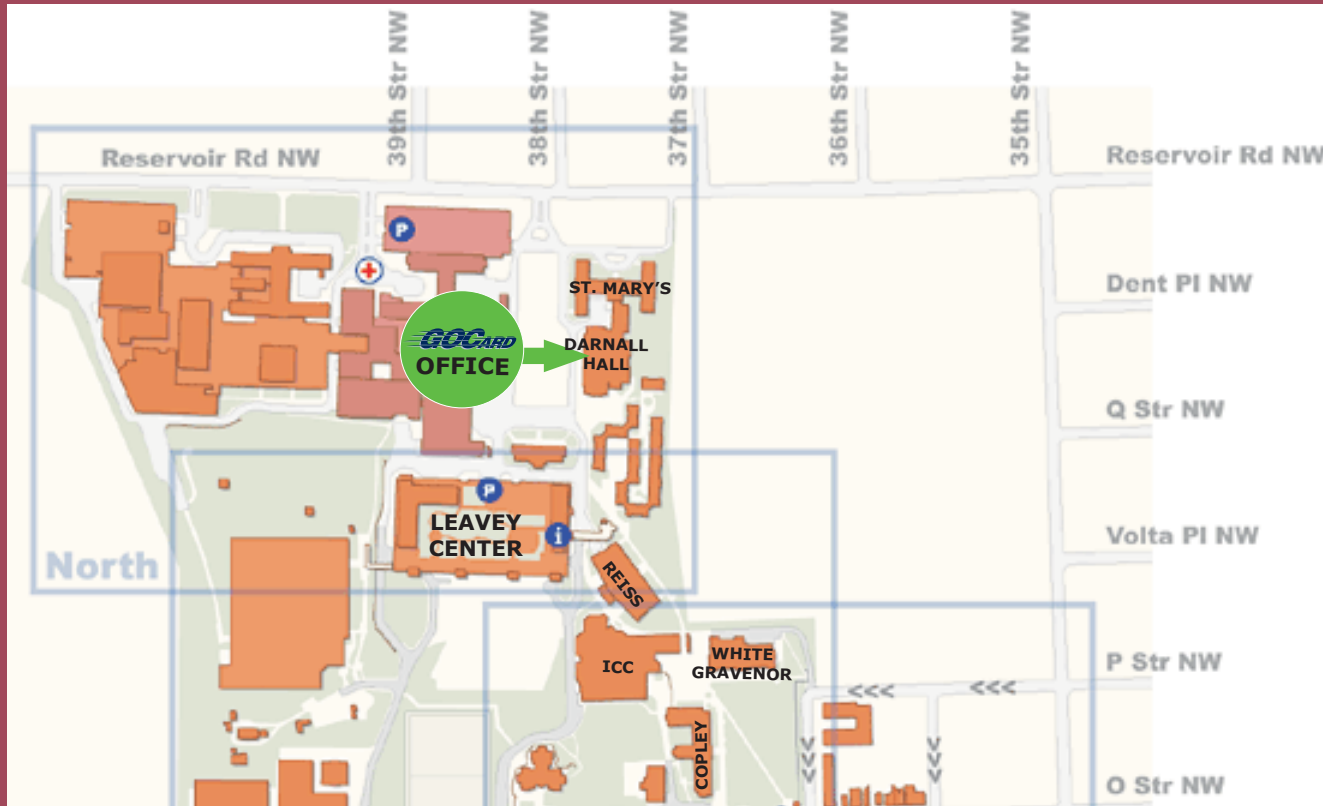 39th Str NW
38th Str NW
37th Str NW
36th Str NW
35th Str NW
Reservoir Rd NW
Reservoir Rd NW
P
Dent Pl NW
ST. MARY'S
GOCARD
OFFICE
DARNALL
HALL
Q Str NW
P
LEAVEY
CENTER
i
Volta Pl NW
North
REISS
ICC
WHITE
GRAVENOR
P Str NW
COPLEY
O Str NW